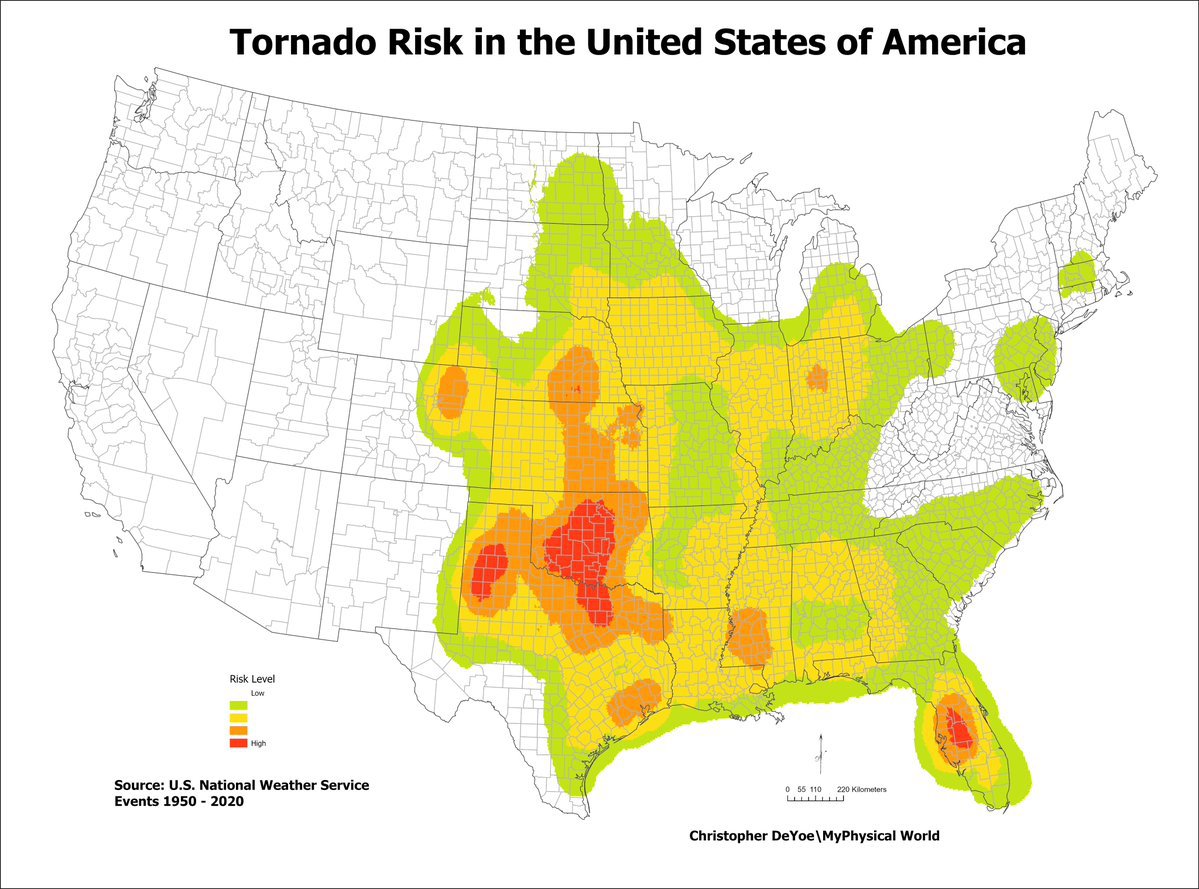 Tornado Risk in the United States of America
Risk Level
Low
High
Source: U.S. National Weather Service
Events 1950 - 2020
0 55 110 220 Kilometers
Christopher DeYoe\MyPhysical World